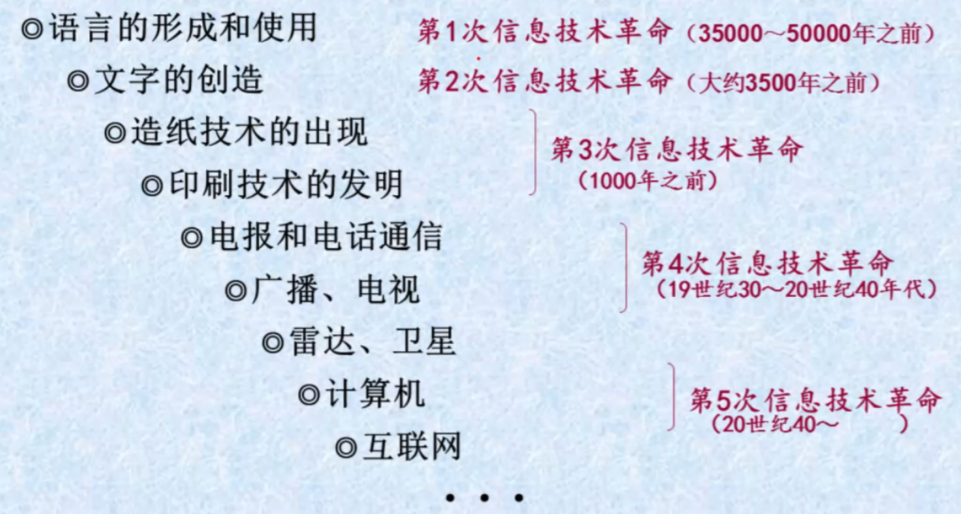 ◎语言的形成和使用 第1次信息技术革命（35000～50000年之前）
◎文字的创造 第2次信息技术革命（大约3500年之前）
◎造纸技术的出现
第3次信息技术革命
◎印刷技术的发明 （1000年之前）
◎电报和电话通信
第4次信息技术革命
◎广播、电视 （19世纪30～20世纪40年代）
◎雷达、卫星
◎计算机 第5次信息技术革命
（20世纪40～ ）
◎互联网
• • •